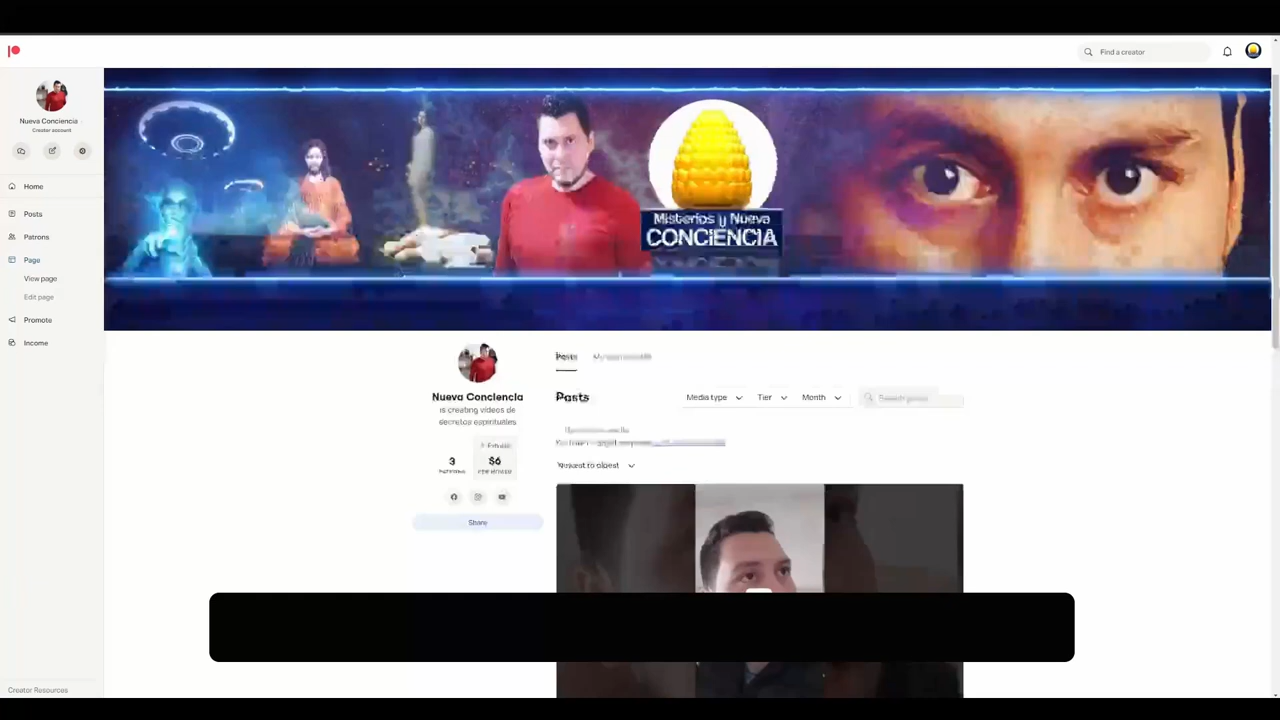 Find a creator
Nueva Conciencia
Creator account
Home
Posts
Patrons
Page
View page
Edit page
Promote
Income
Creator Resources
Misterios y Nueva
CONCIENCIA
Nueva Conciencia
is creating videos de
secretos espirituales
3
$6
Share
Posts
Posts
Media type
Tier
Month
Newest to oldest